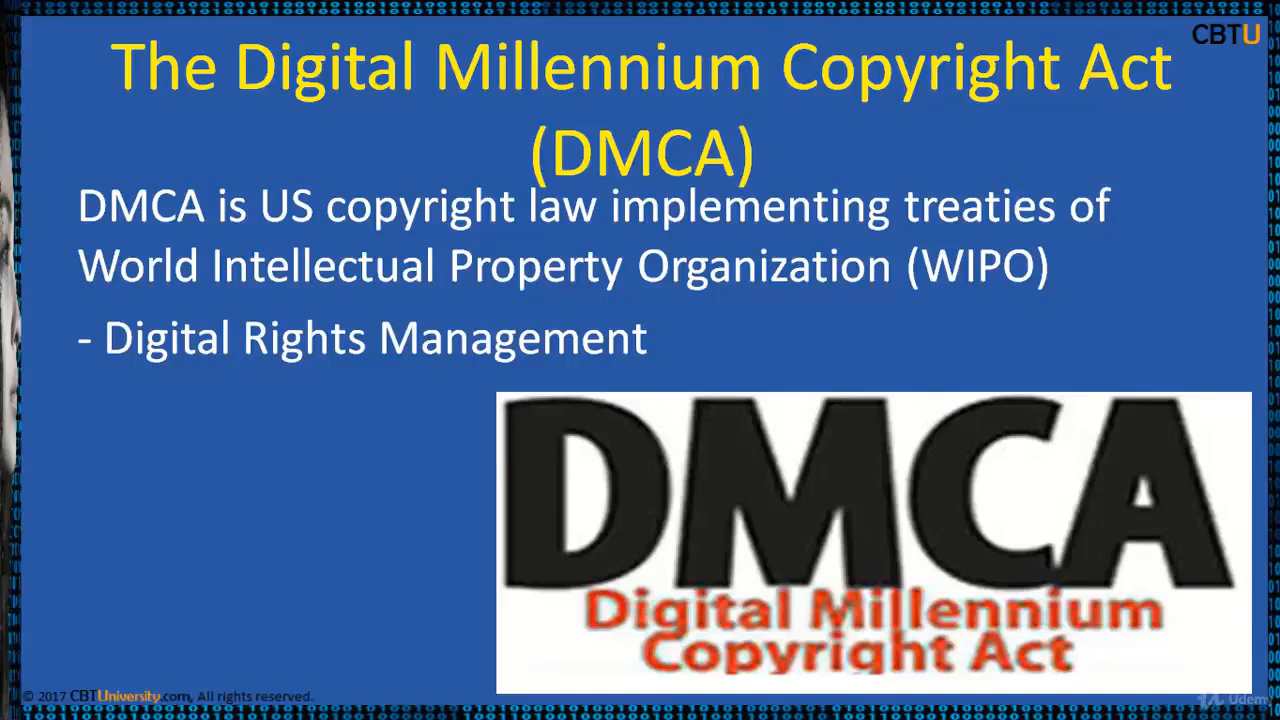 CBTU
The Digital Millennium Copyright Act
(DMCA)
DMCA is US copyright law implementing treaties of
World Intellectual Property Organization (WIPO)
- Digital Rights Management
DMCA
Digital Millennium
Copyright Act
© 2017 CBTUniversity.com, All rights reserved.
Udemy